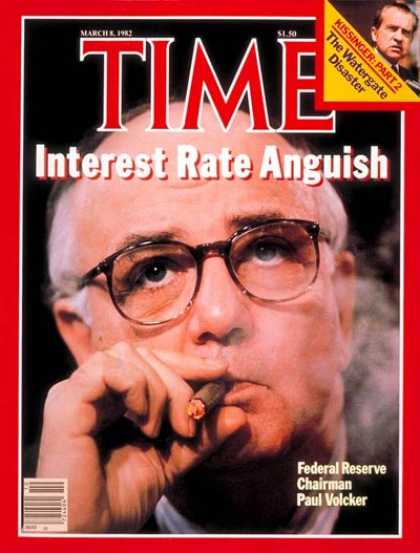 MARCH 8, 1982
$1.50
TIME
KISSINGER: PART 2
The Watergate
Disaster
Interest Rate Anguish
Federal Reserve
Chairman
Paul Volcker